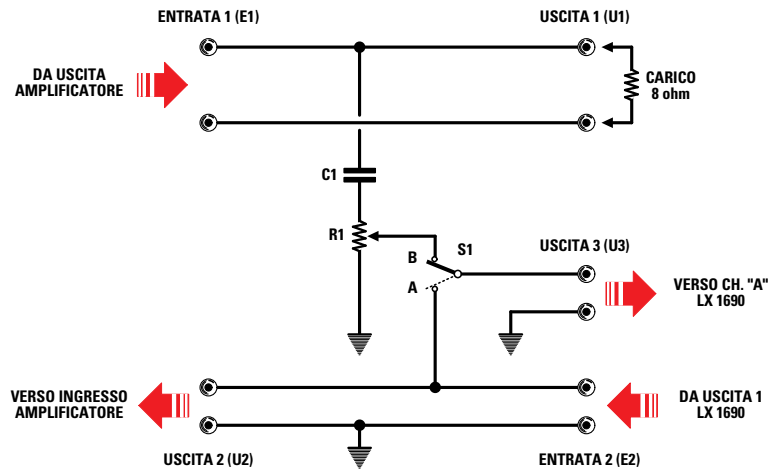 ENTRATA 1 (E1)
USCITA 1 (U1)
DA USCITA
AMPLIFICATORE
CARICO
8 ohm
C1
R1
B
S1
A
USCITA 3 (U3)
VERSO CH. "A"
LX 1690
VERSO INGRESSO
AMPLIFICATORE
DA USCITA 1
LX 1690
USCITA 2 (U2)
ENTRATA 2 (E2)